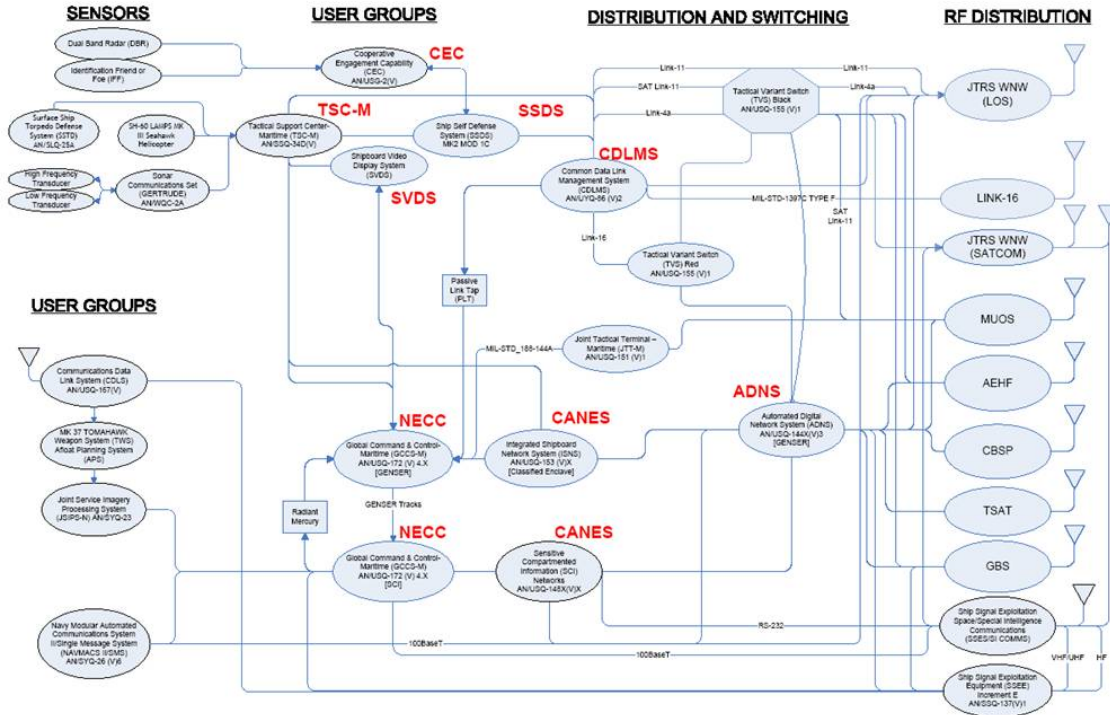 SENSORS
USER GROUPS
DISTRIBUTION AND SWITCHING
RF DISTRIBUTION
Dual Band Radar (DBR)
Identification Friend or
Foe (IFF)
Cooperative
Engagement Capability
(CEC)
AN/USG-2(V)
CEC
Link-11
Link-11
SAT Link-11
Link-4a
Link-4a
Tactical Variant Switch
(TVS) Black
AN/USQ-155 (V)1
JTRS WNW
(LOS)
Surface Ship
Torpedo Defense
System (SSTD)
AN/SLQ-25A
SH-60 LAMPS MK
III Seahawk
Helicopter
TSC-M
Tactical Support Center-
Maritime (TSC-M)
AN/SSQ-34D(V)
Ship Self Defense
System (SSDS)
MK2 MOD 1C
SSDS
High Frequency
Transducer
Low Frequency
Transducer
Sonar
Communications Set
(GERTRUDE)
AN/WQC-2A
Shipboard Video
Display System
(SVDS)
SVDS
CDLMS
Common Data Link
Management System
(CDLMS)
AN/UYQ-86 (V)2
MIL-STD-1397C TYPE F
LINK-16
SAT
Link-11
Link-16
JTRS WNW
(SATCOM)
Tactical Variant Switch
(TVS) Red
AN/USQ-155 (V)1
Passive
Link Tap
(PLT)
USER GROUPS
MUOS
MIL-STD_188-144A
Joint Tactical Terminal –
Maritime (JTT-M)
AN/USQ-151 (V)1
Communications Data
Link System (CDLS)
AN/USQ-167(V)
AEHF
ADNS
NECC
CANES
Automated Digital
Network System (ADNS)
AN/USQ-144X(V)3
[GENSER]
MK 37 TOMAHAWK
Weapon System (TWS)
Afloat Planning System
(APS)
Global Command & Control-
Maritime (GCCS-M)
AN/USQ-172 (V) 4.X
[GENSER]
Integrated Shipboard
Network System (ISNS)
AN/USQ-153 (V)X
[Classified Enclave]
CBSP
Joint Service Imagery
Processing System
(JSIPS-N) AN/SYQ-23
Radiant
Mercury
GENSER Tracks
TSAT
NECC
CANES
Global Command & Control-
Maritime (GCCS-M)
AN/USQ-172 (V) 4.X
[SCI]
Sensitive
Compartmented
Information (SCI)
Networks
AN/USQ-148X(V)X
GBS
Navy Modular Automated
Communications System
II/Single Message System
(NAVMACS II/SMS)
AN/SYQ-26 (V)6
RS-232
Ship Signal Exploitation
Space/Special Intelligence
Communications
(SSES/SI COMMS)
100BaseT
100BaseT
VHF/UHF
HF
Ship Signal Exploitation
Equipment (SSEE)
Increment E
AN/SSQ-137(V)1